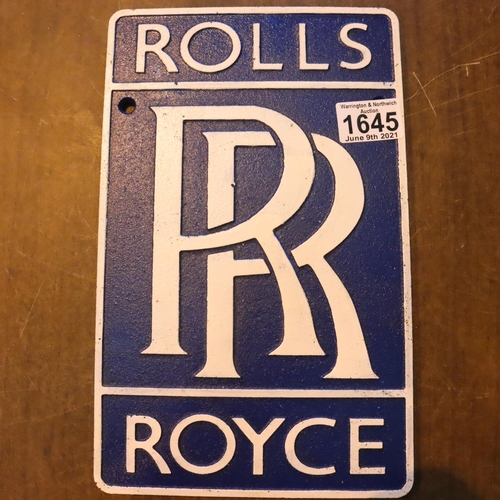 ROLLS
Warrington & Northwich
Auction
1645
June 9th 2021
RR
ROYCE